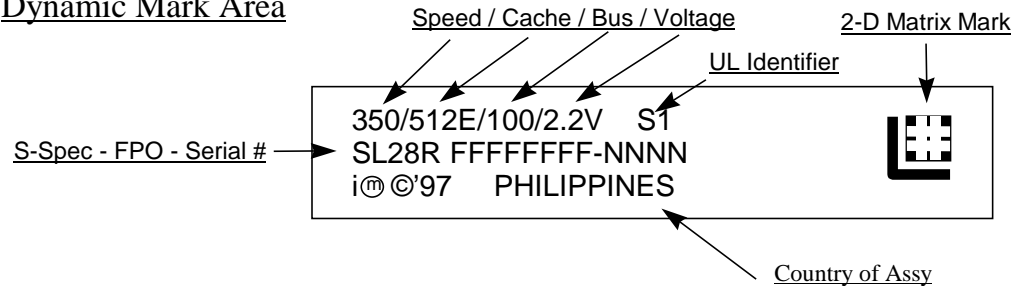 Dynamic Mark Area
Speed / Cache / Bus / Voltage
2-D Matrix Mark
UL Identifier
350/512E/100/2.2V S1
S-Spec - FPO - Serial #
SL28R FFFFFFFF-NNNN
iⓜ©'97 PHILIPPINES
Country of Assy